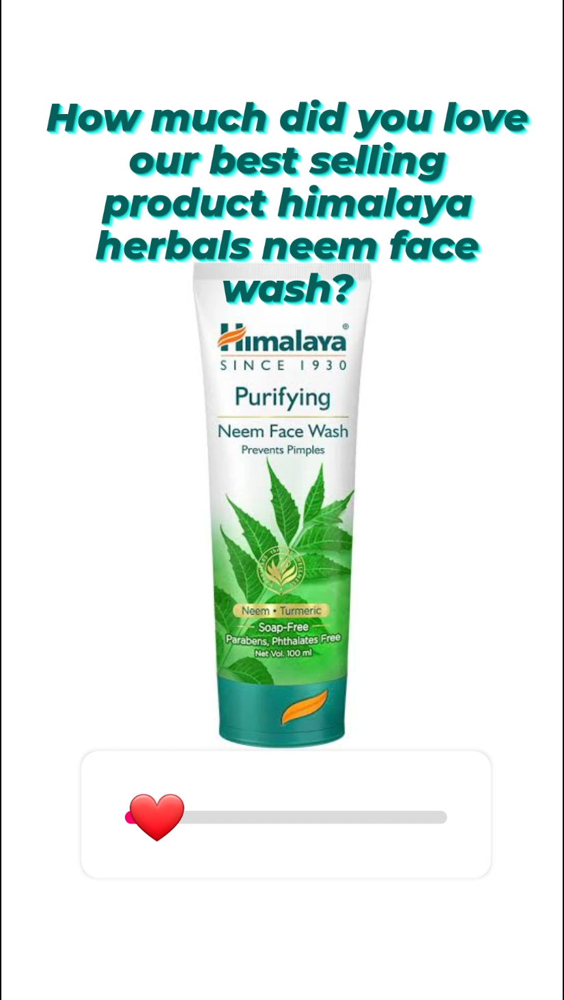 How much did you love
our best selling
product himalaya
herbals neem face
wash?
Himalaya®
SINCE 1930
Purifying
Neem Face Wash
Prevents Pimples
Neem • Turmeric
Soap-Free
Parabens, Phthalates Free
Net Vol. 100 ml